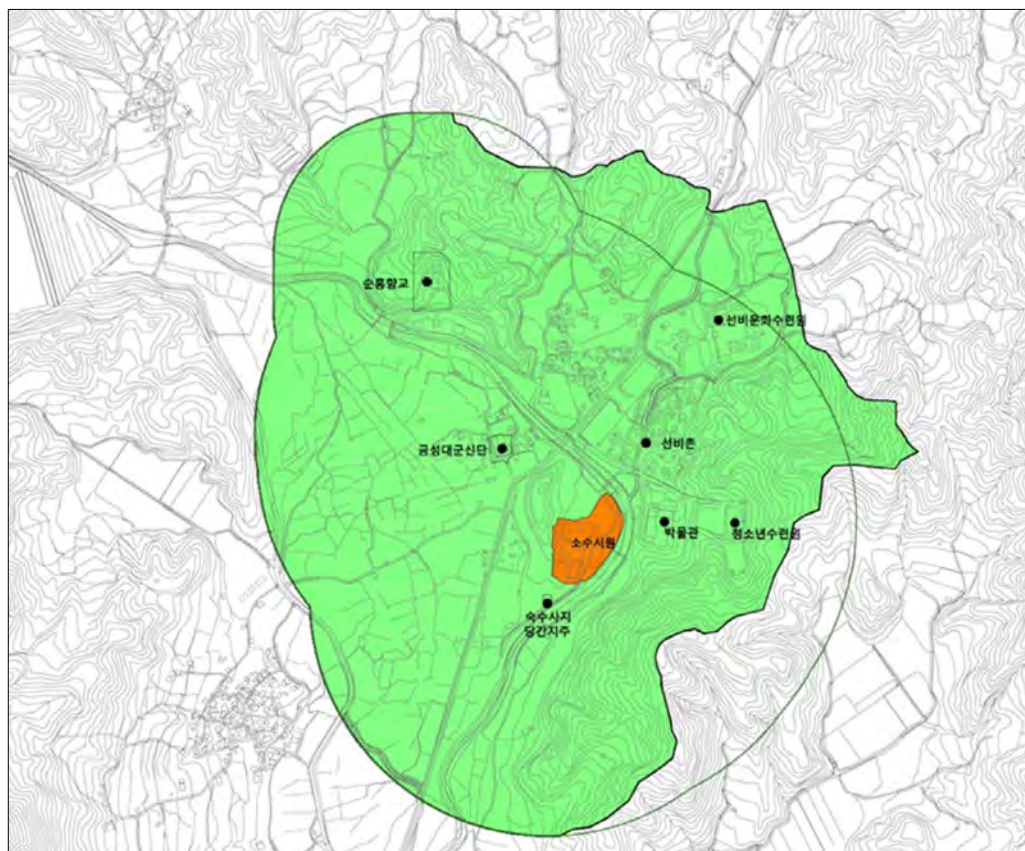 순흥향교
선비문화수련원
금성대군신단
선비촌
소수서원
박물관
청소년수련원
숙수사지
당간지주